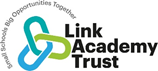 Small Schools Big Opportunities Together
Link
Academy
Trust